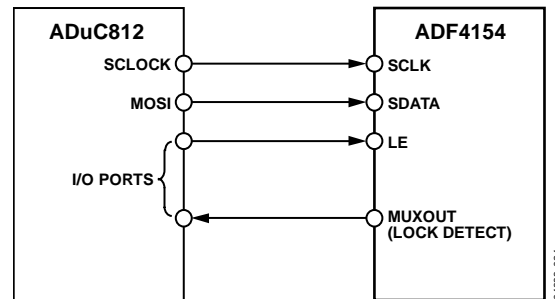 ADuC812
ADF4154
SCLOCK
SCLK
MOSI
SDATA
LE
I/O PORTS
MUXOUT
(LOCK DETECT)